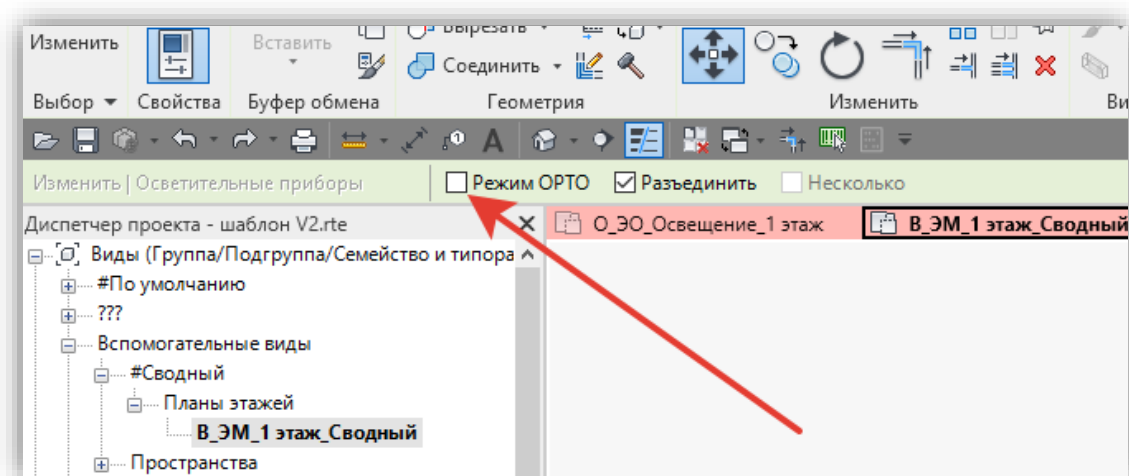 Изменить
Вставить
Вырезать
Соединить
Выбор
Свойства
Буфер обмена
Геометрия
Изменить
Изменить | Осветительные приборы
Режим ОРТО
Разъединить
Несколько
Диспетчер проекта - шаблон V2.rte
О_ЭО_Освещение_1 этаж
В_ЭМ_1 этаж_Сводный
Виды (Группа/Подгруппа/Семейство и типора
#По умолчанию
???
Вспомогательные виды
#Сводный
Планы этажей
В_ЭМ_1 этаж_Сводный
Пространства